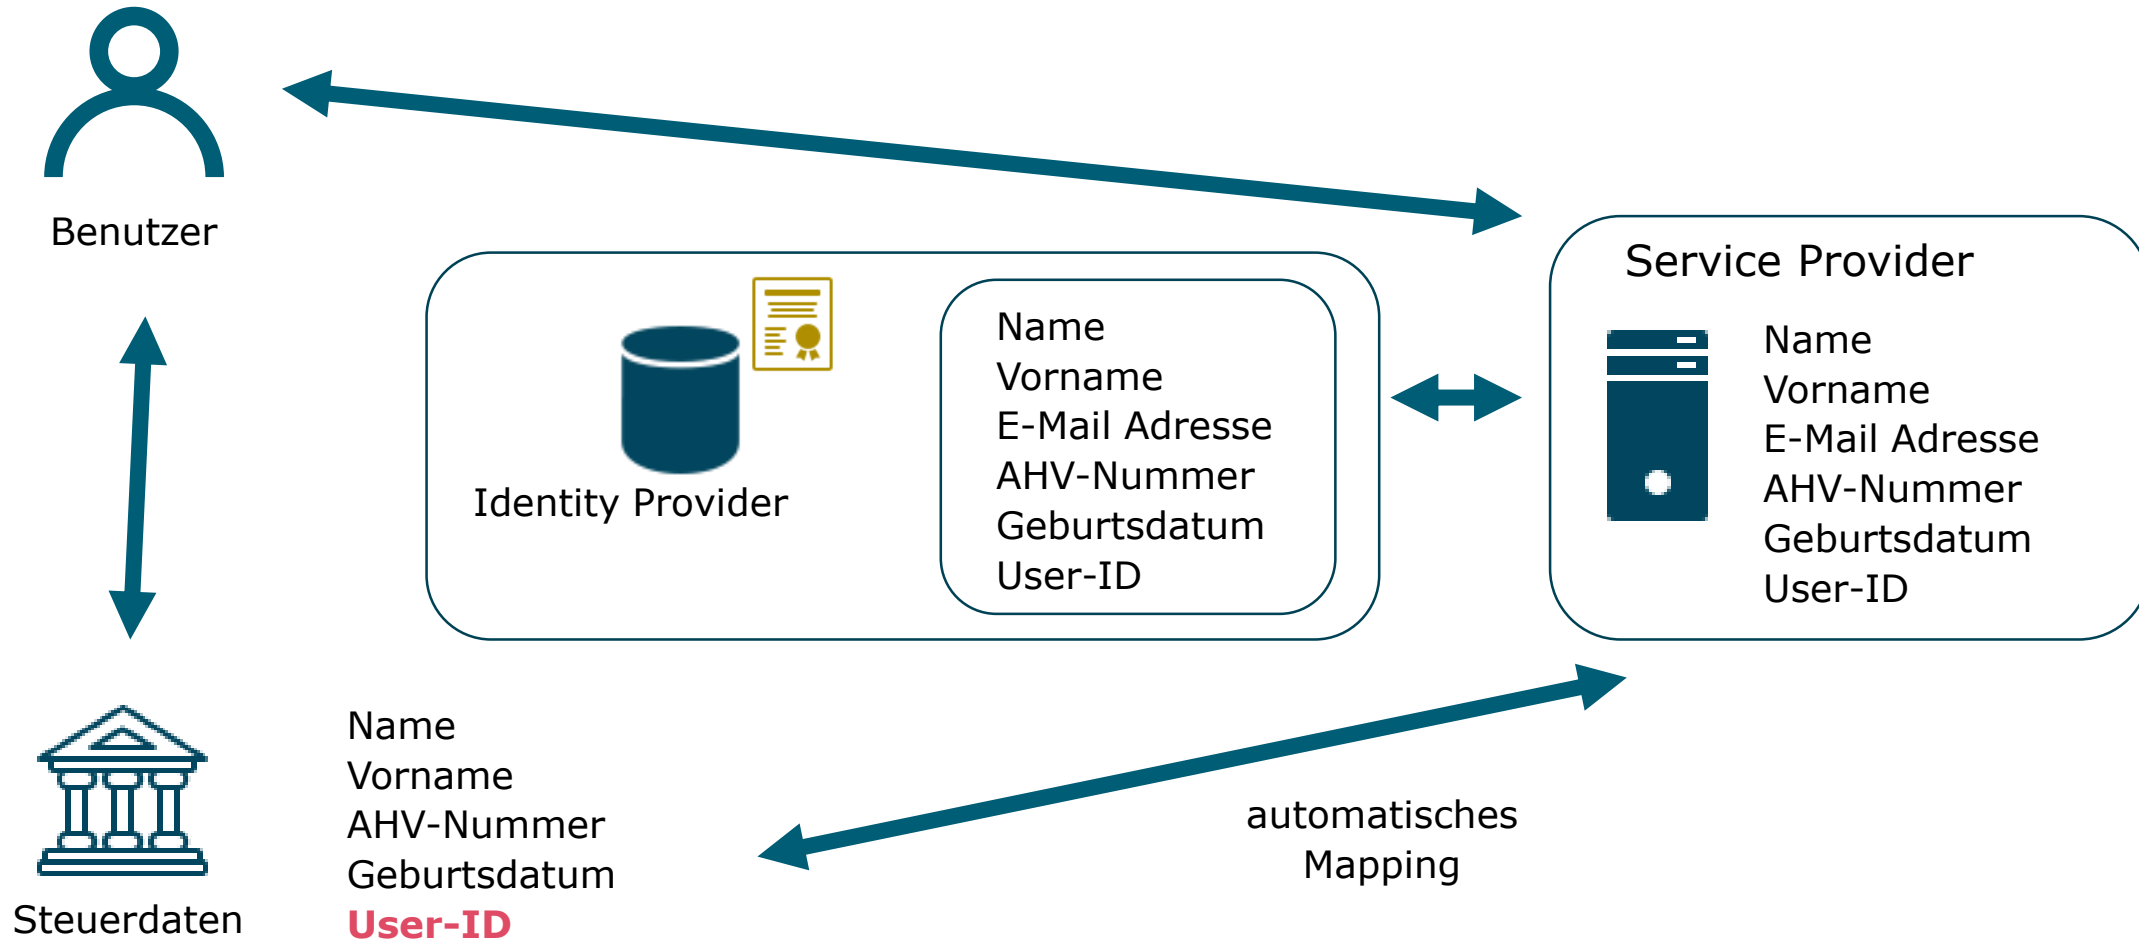 Benutzer
Identity Provider
Name
Vorname
E-Mail Adresse
AHV-Nummer
Geburtsdatum
User-ID
Service Provider
Name
Vorname
E-Mail Adresse
AHV-Nummer
Geburtsdatum
User-ID
Steuerdaten
Name
Vorname
AHV-Nummer
Geburtsdatum
User-ID
automatisches
Mapping